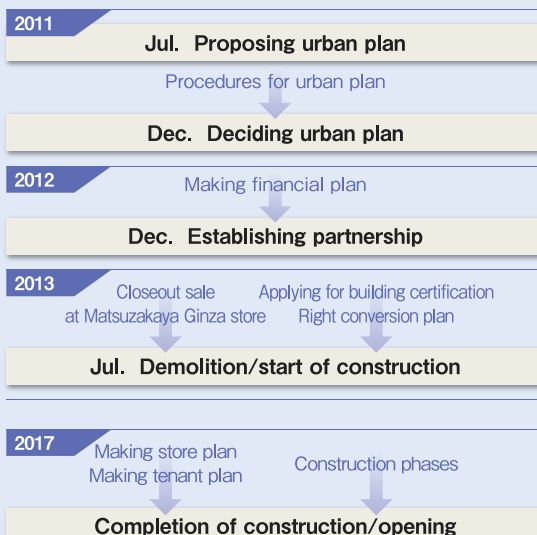 2011
Jul. Proposing urban plan
Procedures for urban plan
Dec. Deciding urban plan
2012
Making financial plan
Dec. Establishing partnership
2013
Closeout sale
at Matsuzakaya Ginza store
Applying for building certification
Right conversion plan
Jul. Demolition/start of construction
2017
Making store plan
Making tenant plan
Construction phases
Completion of construction/opening